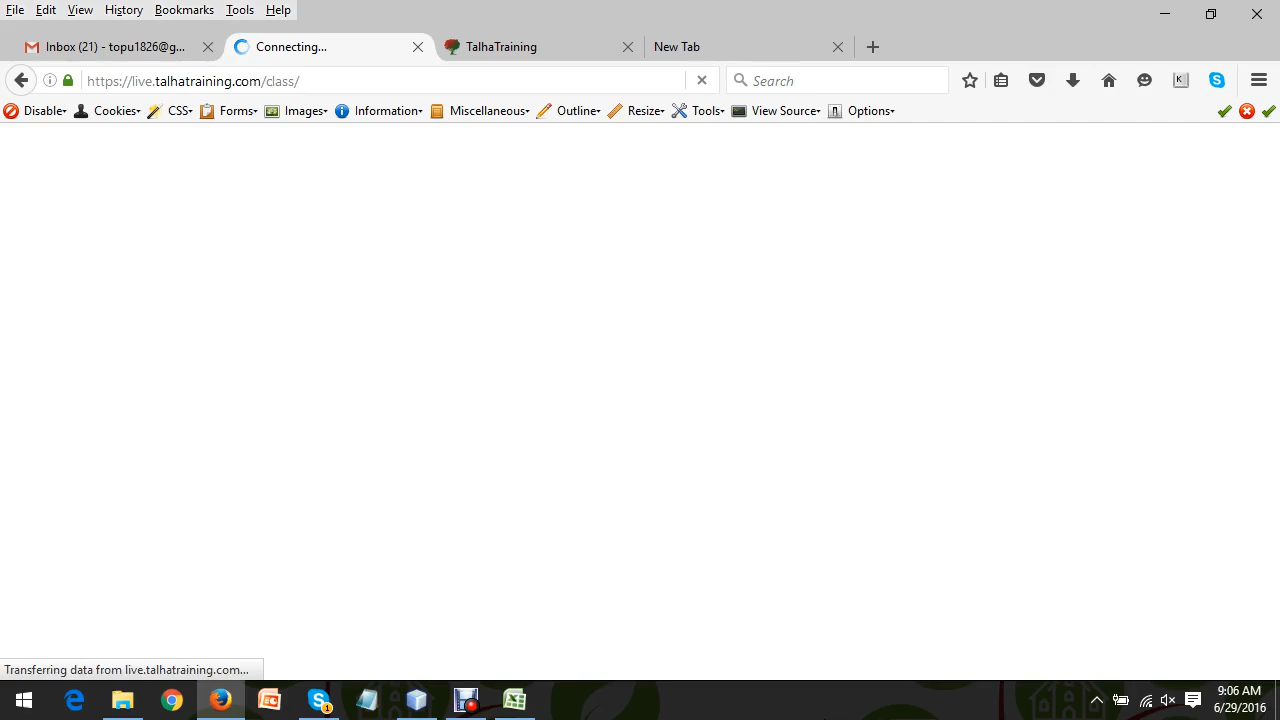 File Edit View History Bookmarks Tools Help
Inbox (21) - topu1826@g... Connecting... TalhaTraining New Tab
https://live.talhatraining.com/class/ Search
Disable Cookies CSS Forms Images Information Miscellaneous Outline Resize Tools View Source Options
Transferring data from live.talhatraining.com...
9:06 AM
6/29/2016